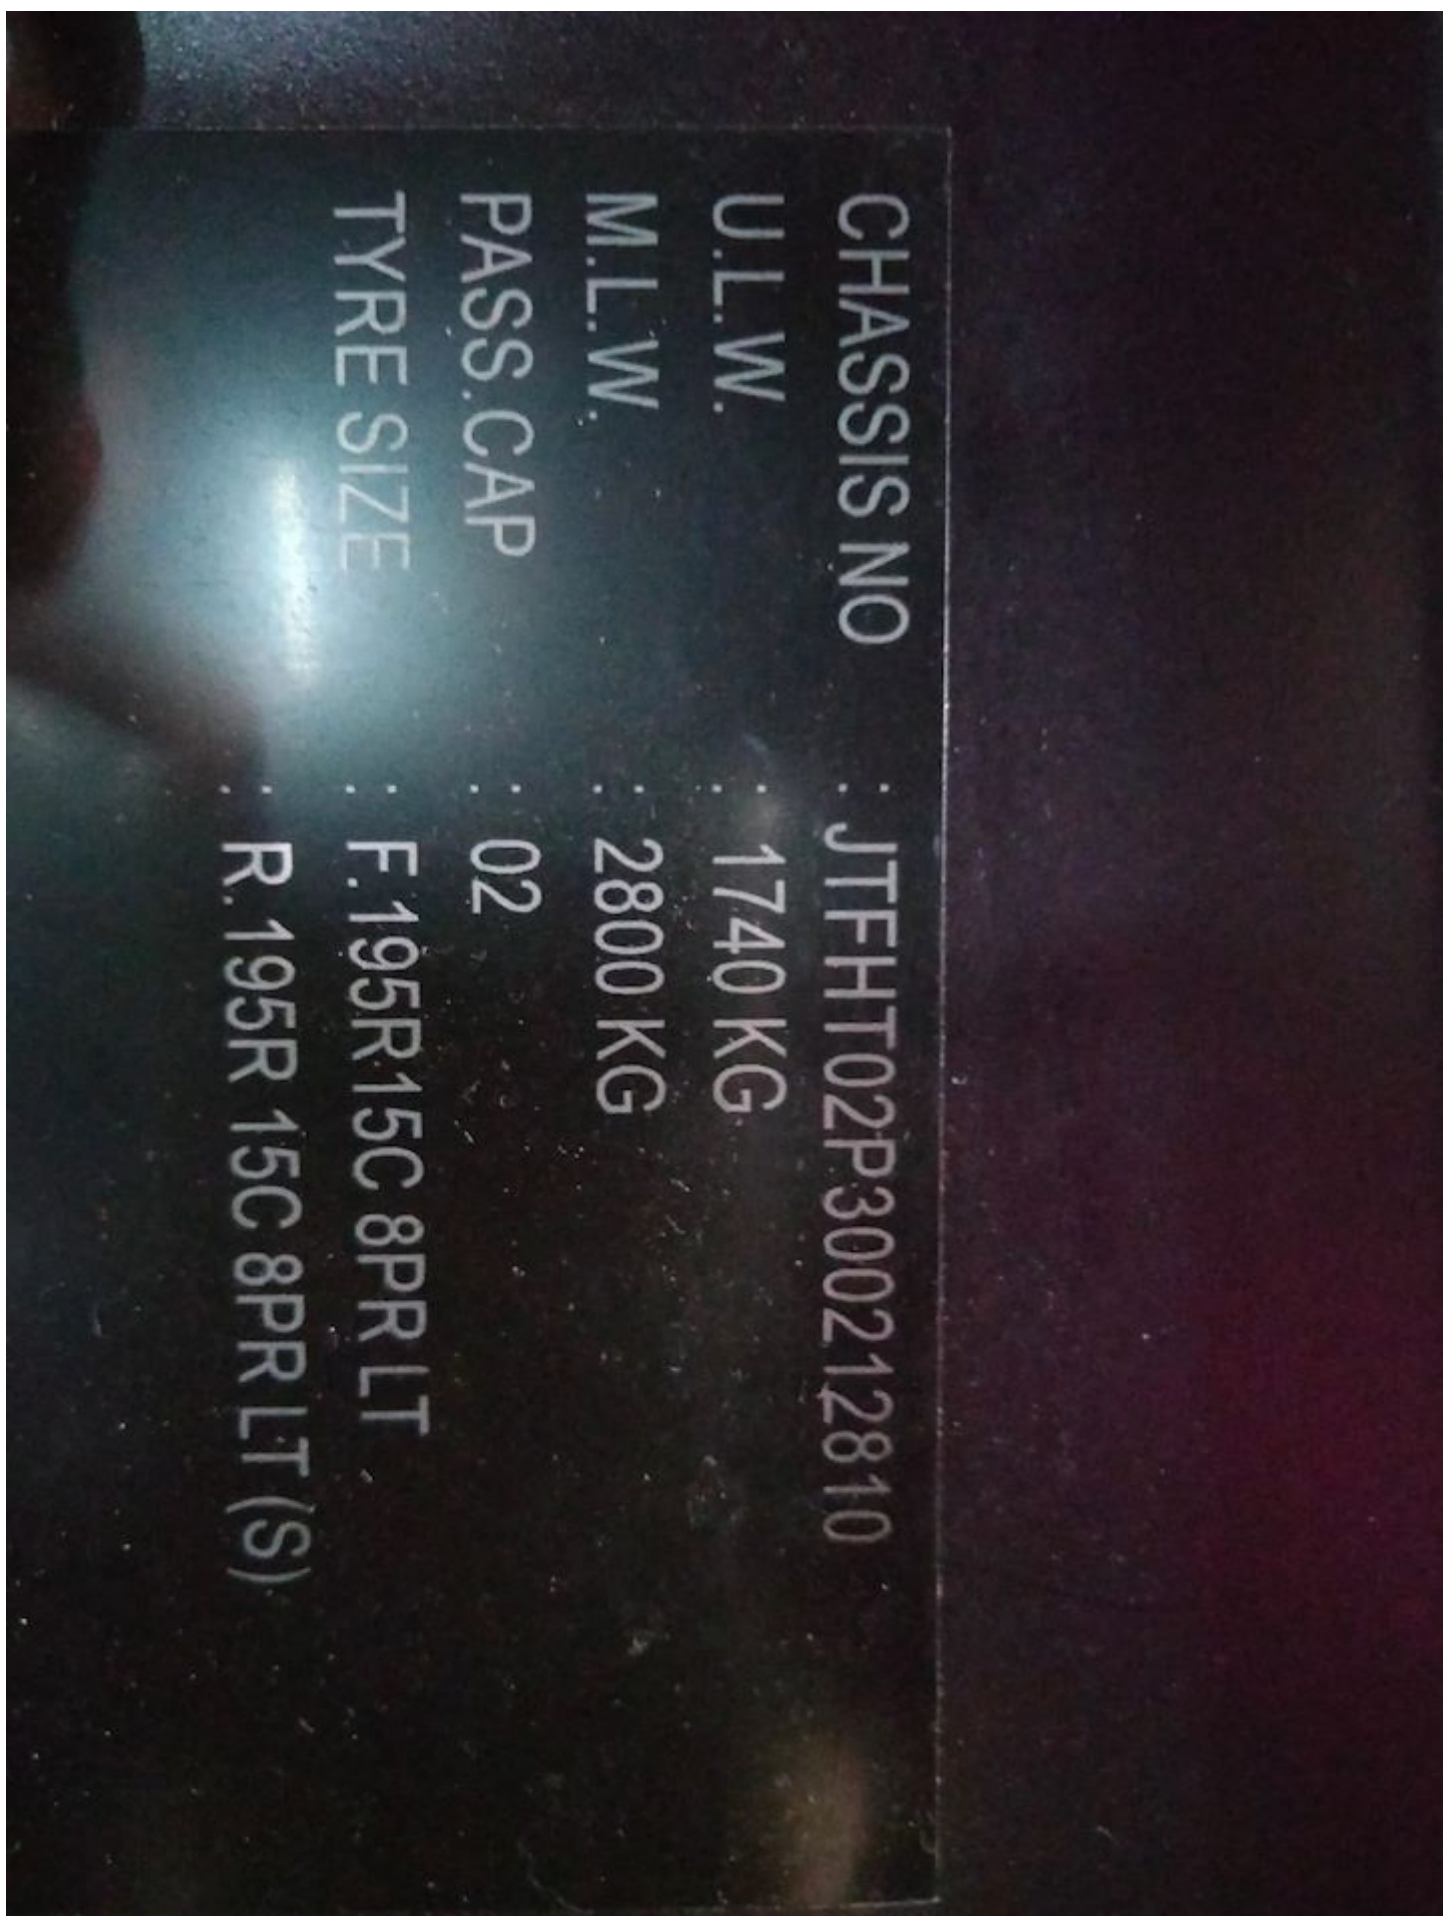 CHASSIS NO : JTFHT02P300212810
U.L.W. : 1740 KG
M.L.W. : 2800 KG
PASS.CAP : 02
TYRE SIZE : F.195R15C 8PR LT
: R.195R 15C 8PR LT (S)